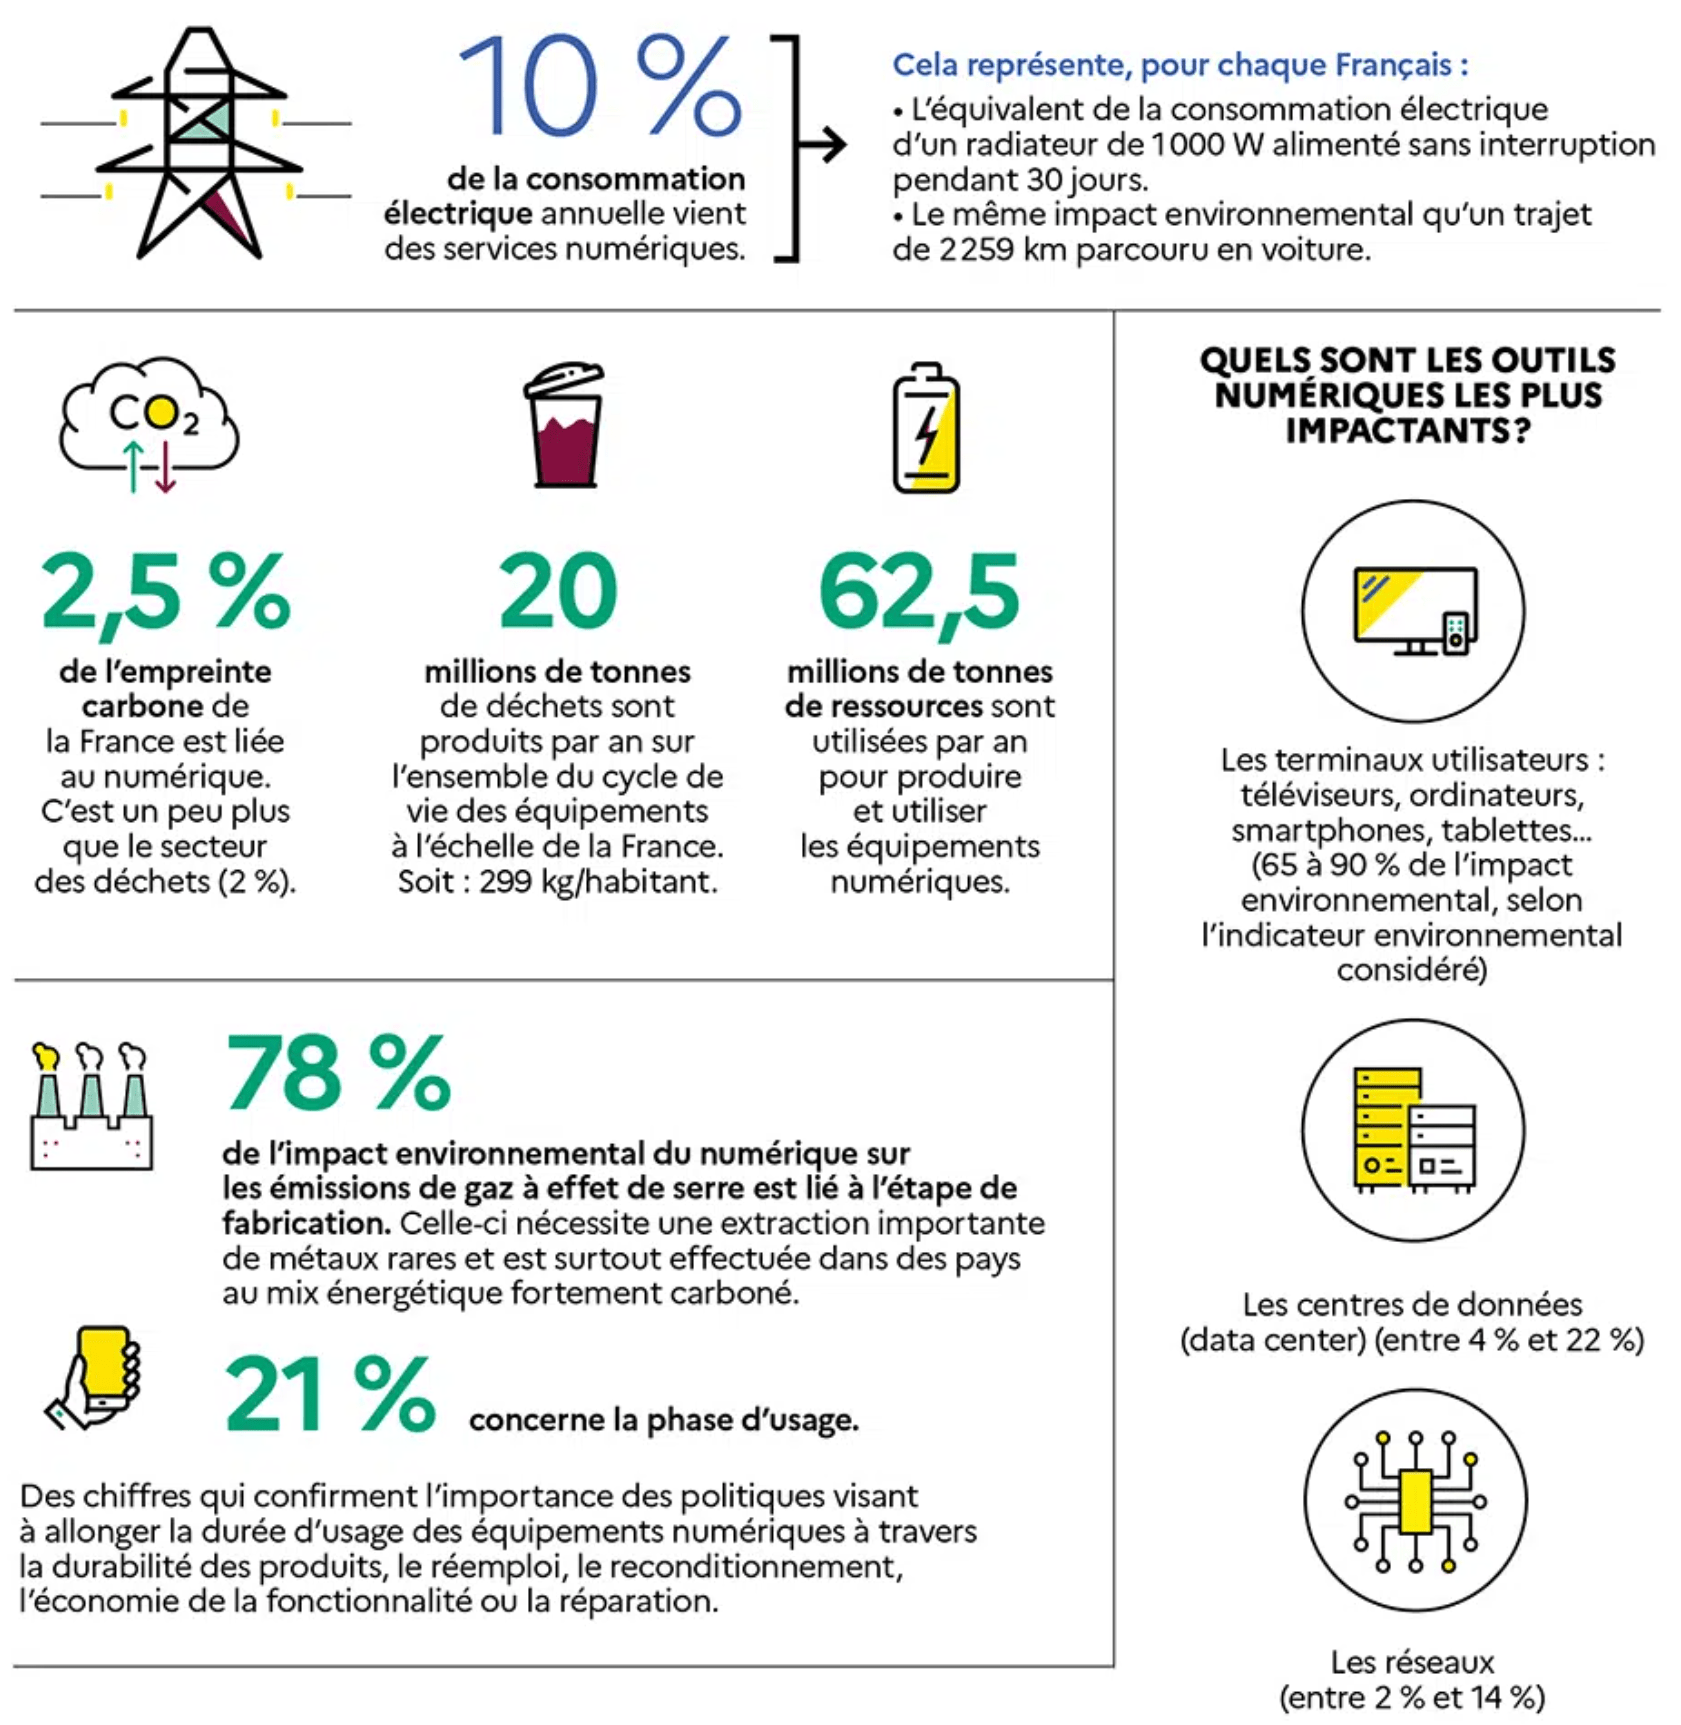 10 %
de la consommation
électrique annuelle vient
des services numériques.
Cela représente, pour chaque Français :
• L’équivalent de la consommation électrique
d’un radiateur de 1000 W alimenté sans interruption
pendant 30 jours.
• Le même impact environnemental qu’un trajet
de 2259 km parcouru en voiture.
CO2
2,5 %
de l’empreinte
carbone de
la France est liée
au numérique.
C’est un peu plus
que le secteur
des déchets (2 %).
20
millions de tonnes
de déchets sont
produits par an sur
l’ensemble du cycle de
vie des équipements
à l’échelle de la France.
Soit : 299 kg/habitant.
62,5
millions de tonnes
de ressources sont
utilisées par an
pour produire
et utiliser
les équipements
numériques.
78 %
de l’impact environnemental du numérique sur
les émissions de gaz à effet de serre est lié à l’étape de
fabrication. Celle-ci nécessite une extraction importante
de métaux rares et est surtout effectuée dans des pays
au mix énergétique fortement carboné.
21 % concerne la phase d’usage.
Des chiffres qui confirment l’importance des politiques visant
à allonger la durée d’usage des équipements numériques à travers
la durabilité des produits, le réemploi, le reconditionnement,
l’économie de la fonctionnalité ou la réparation.
QUELS SONT LES OUTILS
NUMÉRIQUES LES PLUS
IMPACTANTS?
Les terminaux utilisateurs :
téléviseurs, ordinateurs,
smartphones, tablettes...
(65 à 90 % de l’impact
environnemental, selon
l’indicateur environnemental
considéré)
Les centres de données
(data center) (entre 4 % et 22 %)
Les réseaux
(entre 2 % et 14 %)